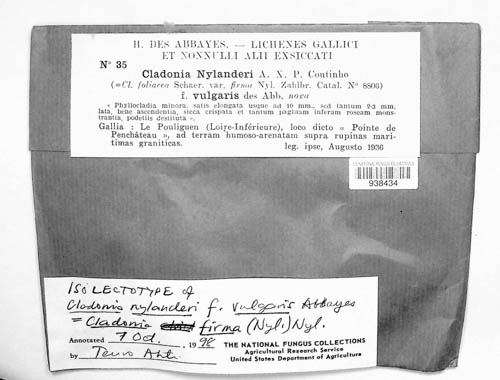 H. DES ABBAYES. — LICHENES GALLICI
ET NONNULLI ALII EXSICCATI
N° 35
Cladonia Nylanderi A. X. P. Coutinho
(=Cl. foliacea Schaer. var. firma Nyl. Zahlbr. Catal. N° 8806)
f. vulgaris des Abb. nova
« Phyllocladia minora, satis elongata usque ad 10 mm., sed tantum 2-3 mm.
lata, bene ascendentia, sicca crispata et tantum paginam inferam roseam mons-
trantia, podetiis destituta ».
Gallia : Le Pouliguen (Loire-Inférieure), loco dicto « Pointe de
Penchâteau », ad terram humoso-arenatam supra rupinas mari-
timas graniticas.
leg. ipse, Augusto 1936
US NATIONAL FUNGUS COLLECTIONS
938434
ISOLECTOTYPE of
Cladonia nylanderi f. vulgaris Abbayes
= Cladonia firma (Nyl.) Nyl.
Annotated 7 Oct. , 1998
by Teuvo Ahti
THE NATIONAL FUNGUS COLLECTIONS
Agricultural Research Service
United States Department of Agriculture